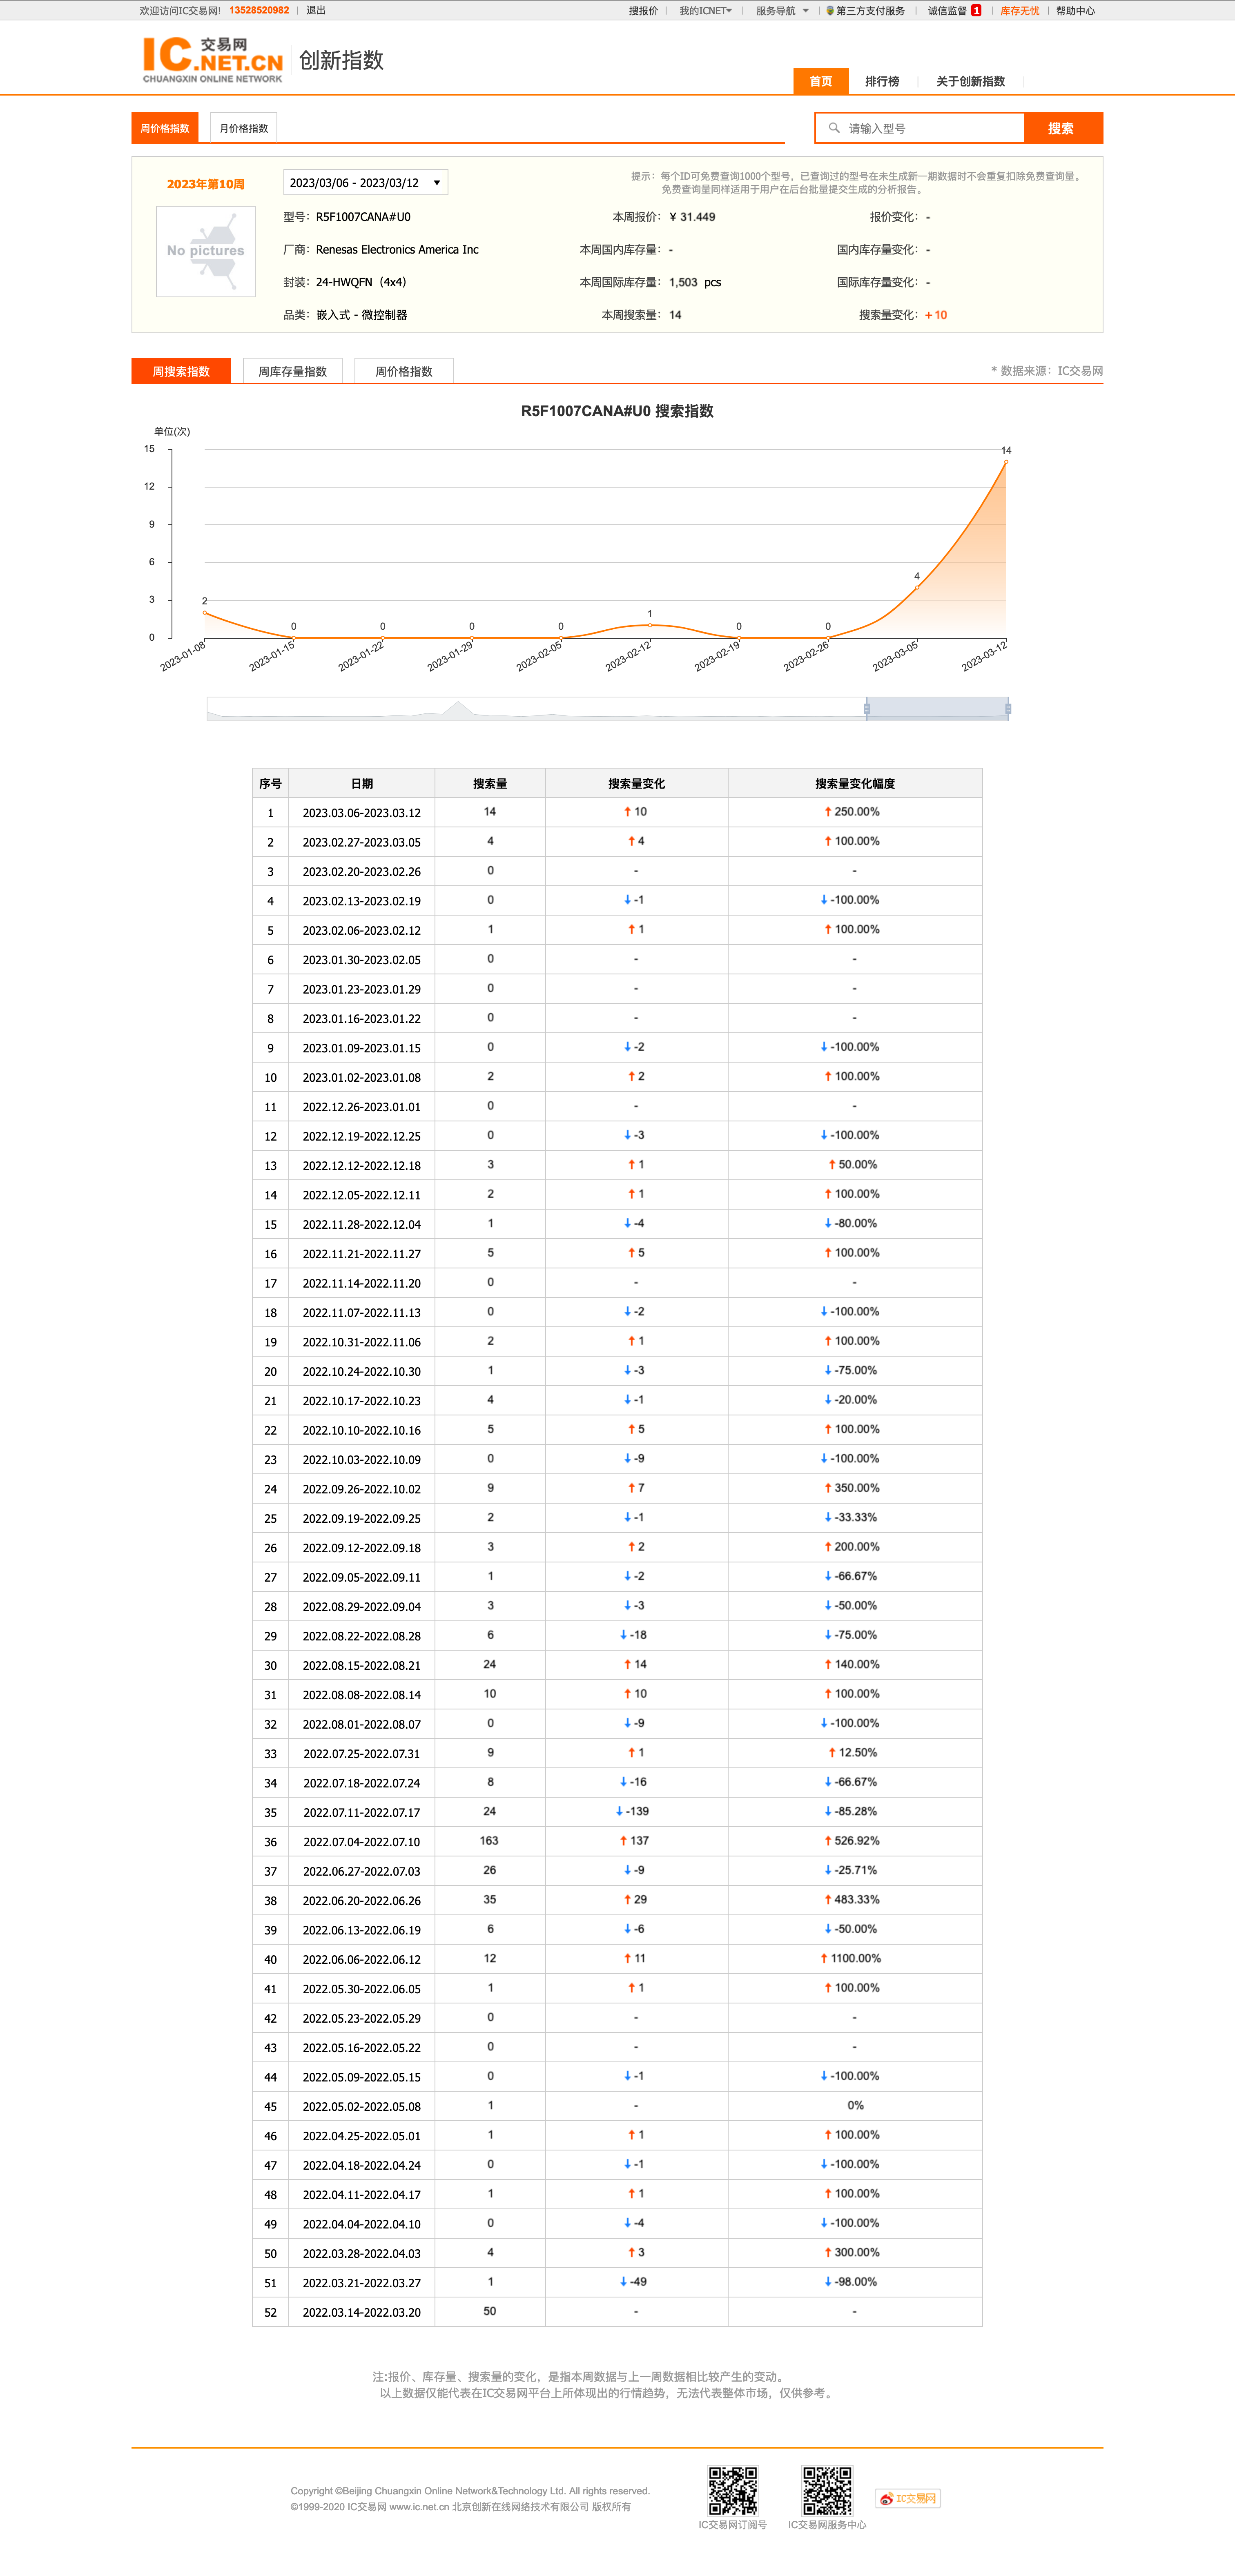 欢迎访问IC交易网! 13528520982 | 退出
搜报价 | 我的ICNET | 服务导航 | 第三方支付服务 | 诚信监督 1 | 库存无忧 | 帮助中心
IC 交易网 .NET.CN 创新指数
CHUANGXIN ONLINE NETWORK
首页 排行榜 关于创新指数
周价格指数 月价格指数 请输入型号 搜索
2023年第10周 2023/03/06 - 2023/03/12
提示：每个ID可免费查询1000个型号，已查询过的型号在未生成新一期数据时不会重复扣除免费查询量。
免费查询量同样适用于用户在后台批量提交生成的分析报告。
No pictures
型号：R5F1007CANA#U0 本周报价：¥ 31.449 报价变化：-
厂商：Renesas Electronics America Inc 本周国内库存量：- 国内库存量变化：-
封装：24-HWQFN（4x4） 本周国际库存量：1,503 pcs 国际库存量变化：-
品类：嵌入式 - 微控制器 本周搜索量：14 搜索量变化：+10
周搜索指数 周库存量指数 周价格指数 * 数据来源：IC交易网
R5F1007CANA#U0 搜索指数
单位(次)
15
12
9
6
3
0
2 0 0 0 0 1 0 0 4 14
2023-01-08 2023-01-15 2023-01-22 2023-01-29 2023-02-05 2023-02-12 2023-02-19 2023-02-26 2023-03-05 2023-03-12
序号 日期 搜索量 搜索量变化 搜索量变化幅度
1 2023.03.06-2023.03.12 14 ↑10 ↑250.00%
2 2023.02.27-2023.03.05 4 ↑4 ↑100.00%
3 2023.02.20-2023.02.26 0 - -
4 2023.02.13-2023.02.19 0 ↓-1 ↓-100.00%
5 2023.02.06-2023.02.12 1 ↑1 ↑100.00%
6 2023.01.30-2023.02.05 0 - -
7 2023.01.23-2023.01.29 0 - -
8 2023.01.16-2023.01.22 0 - -
9 2023.01.09-2023.01.15 0 ↓-2 ↓-100.00%
10 2023.01.02-2023.01.08 2 ↑2 ↑100.00%
11 2022.12.26-2023.01.01 0 - -
12 2022.12.19-2022.12.25 0 ↓-3 ↓-100.00%
13 2022.12.12-2022.12.18 3 ↑1 ↑50.00%
14 2022.12.05-2022.12.11 2 ↑1 ↑100.00%
15 2022.11.28-2022.12.04 1 ↓-4 ↓-80.00%
16 2022.11.21-2022.11.27 5 ↑5 ↑100.00%
17 2022.11.14-2022.11.20 0 - -
18 2022.11.07-2022.11.13 0 ↓-2 ↓-100.00%
19 2022.10.31-2022.11.06 2 ↑1 ↑100.00%
20 2022.10.24-2022.10.30 1 ↓-3 ↓-75.00%
21 2022.10.17-2022.10.23 4 ↓-1 ↓-20.00%
22 2022.10.10-2022.10.16 5 ↑5 ↑100.00%
23 2022.10.03-2022.10.09 0 ↓-9 ↓-100.00%
24 2022.09.26-2022.10.02 9 ↑7 ↑350.00%
25 2022.09.19-2022.09.25 2 ↓-1 ↓-33.33%
26 2022.09.12-2022.09.18 3 ↑2 ↑200.00%
27 2022.09.05-2022.09.11 1 ↓-2 ↓-66.67%
28 2022.08.29-2022.09.04 3 ↓-3 ↓-50.00%
29 2022.08.22-2022.08.28 6 ↓-18 ↓-75.00%
30 2022.08.15-2022.08.21 24 ↑14 ↑140.00%
31 2022.08.08-2022.08.14 10 ↑10 ↑100.00%
32 2022.08.01-2022.08.07 0 ↓-9 ↓-100.00%
33 2022.07.25-2022.07.31 9 ↑1 ↑12.50%
34 2022.07.18-2022.07.24 8 ↓-16 ↓-66.67%
35 2022.07.11-2022.07.17 24 ↓-139 ↓-85.28%
36 2022.07.04-2022.07.10 163 ↑137 ↑526.92%
37 2022.06.27-2022.07.03 26 ↓-9 ↓-25.71%
38 2022.06.20-2022.06.26 35 ↑29 ↑483.33%
39 2022.06.13-2022.06.19 6 ↓-6 ↓-50.00%
40 2022.06.06-2022.06.12 12 ↑11 ↑1100.00%
41 2022.05.30-2022.06.05 1 ↑1 ↑100.00%
42 2022.05.23-2022.05.29 0 - -
43 2022.05.16-2022.05.22 0 - -
44 2022.05.09-2022.05.15 0 ↓-1 ↓-100.00%
45 2022.05.02-2022.05.08 1 - 0%
46 2022.04.25-2022.05.01 1 ↑1 ↑100.00%
47 2022.04.18-2022.04.24 0 ↓-1 ↓-100.00%
48 2022.04.11-2022.04.17 1 ↑1 ↑100.00%
49 2022.04.04-2022.04.10 0 ↓-4 ↓-100.00%
50 2022.03.28-2022.04.03 4 ↑3 ↑300.00%
51 2022.03.21-2022.03.27 1 ↓-49 ↓-98.00%
52 2022.03.14-2022.03.20 50 - -
注:报价、库存量、搜索量的变化，是指本周数据与上一周数据相比较产生的变动。
以上数据仅能代表在IC交易网平台上所体现出的行情趋势，无法代表整体市场，仅供参考。
Copyright ©Beijing Chuangxin Online Network&Technology Ltd. All rights reserved.
©1999-2020 IC交易网 www.ic.net.cn 北京创新在线网络技术有限公司 版权所有
IC交易网订阅号 IC交易网服务中心 IC交易网